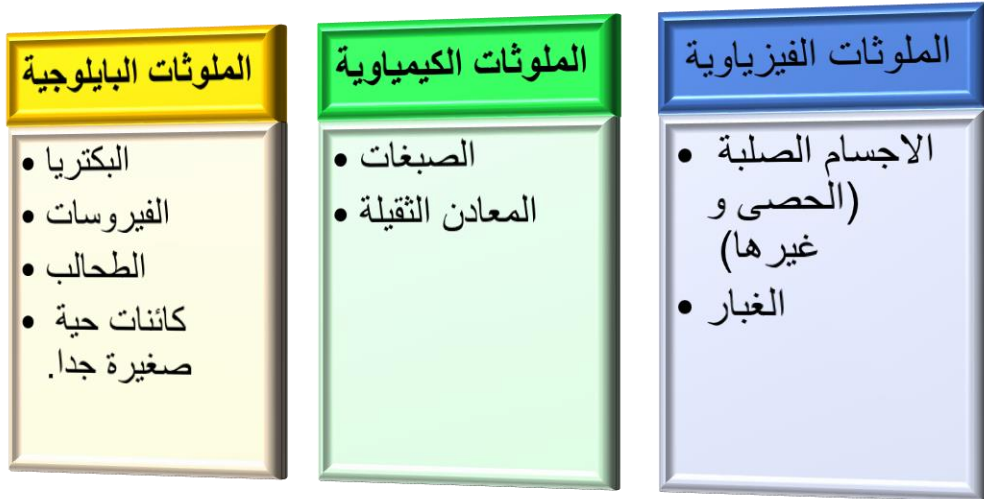 الملوثات الفيزياوية
• الاجسام الصلبة
(الحصى و
غيرها)
• الغبار
الملوثات الكيمياوية
• الصبغات
• المعادن الثقيلة
الملوثات البايلوجية
• البكتريا
• الفيروسات
• الطحالب
• كائنات حية
صغيرة جدا.